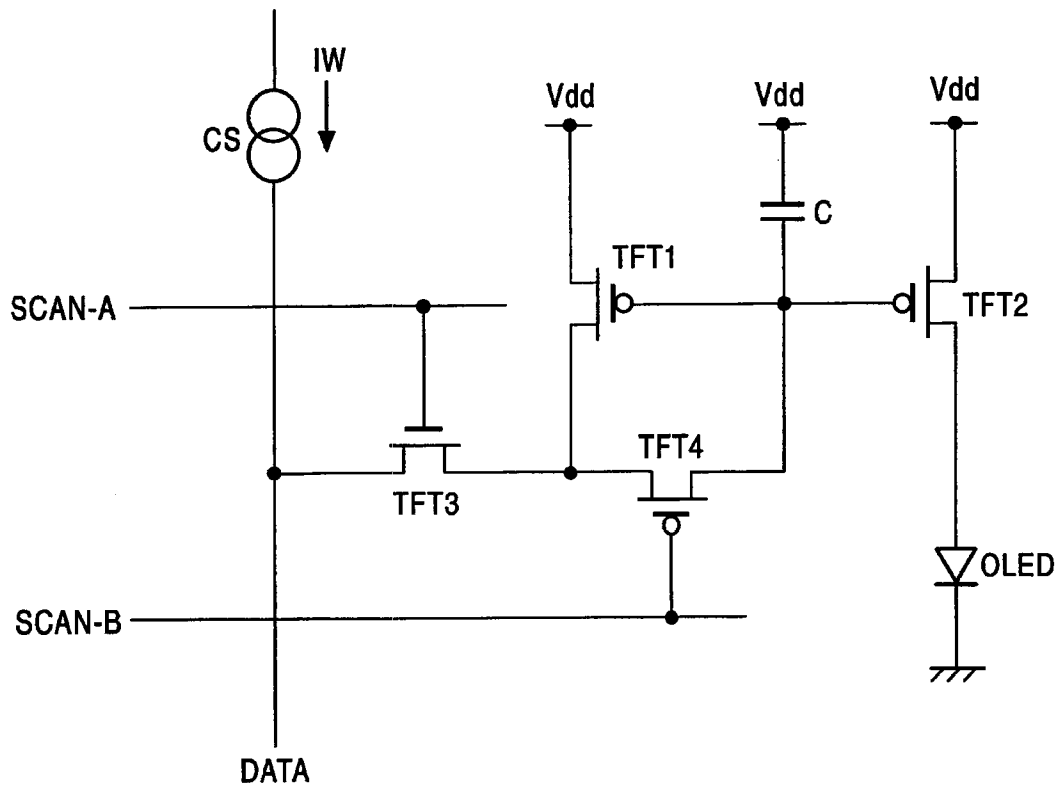 IW
CS
Vdd
Vdd
Vdd
C
TFT1
SCAN-A
TFT2
TFT4
TFT3
OLED
SCAN-B
DATA